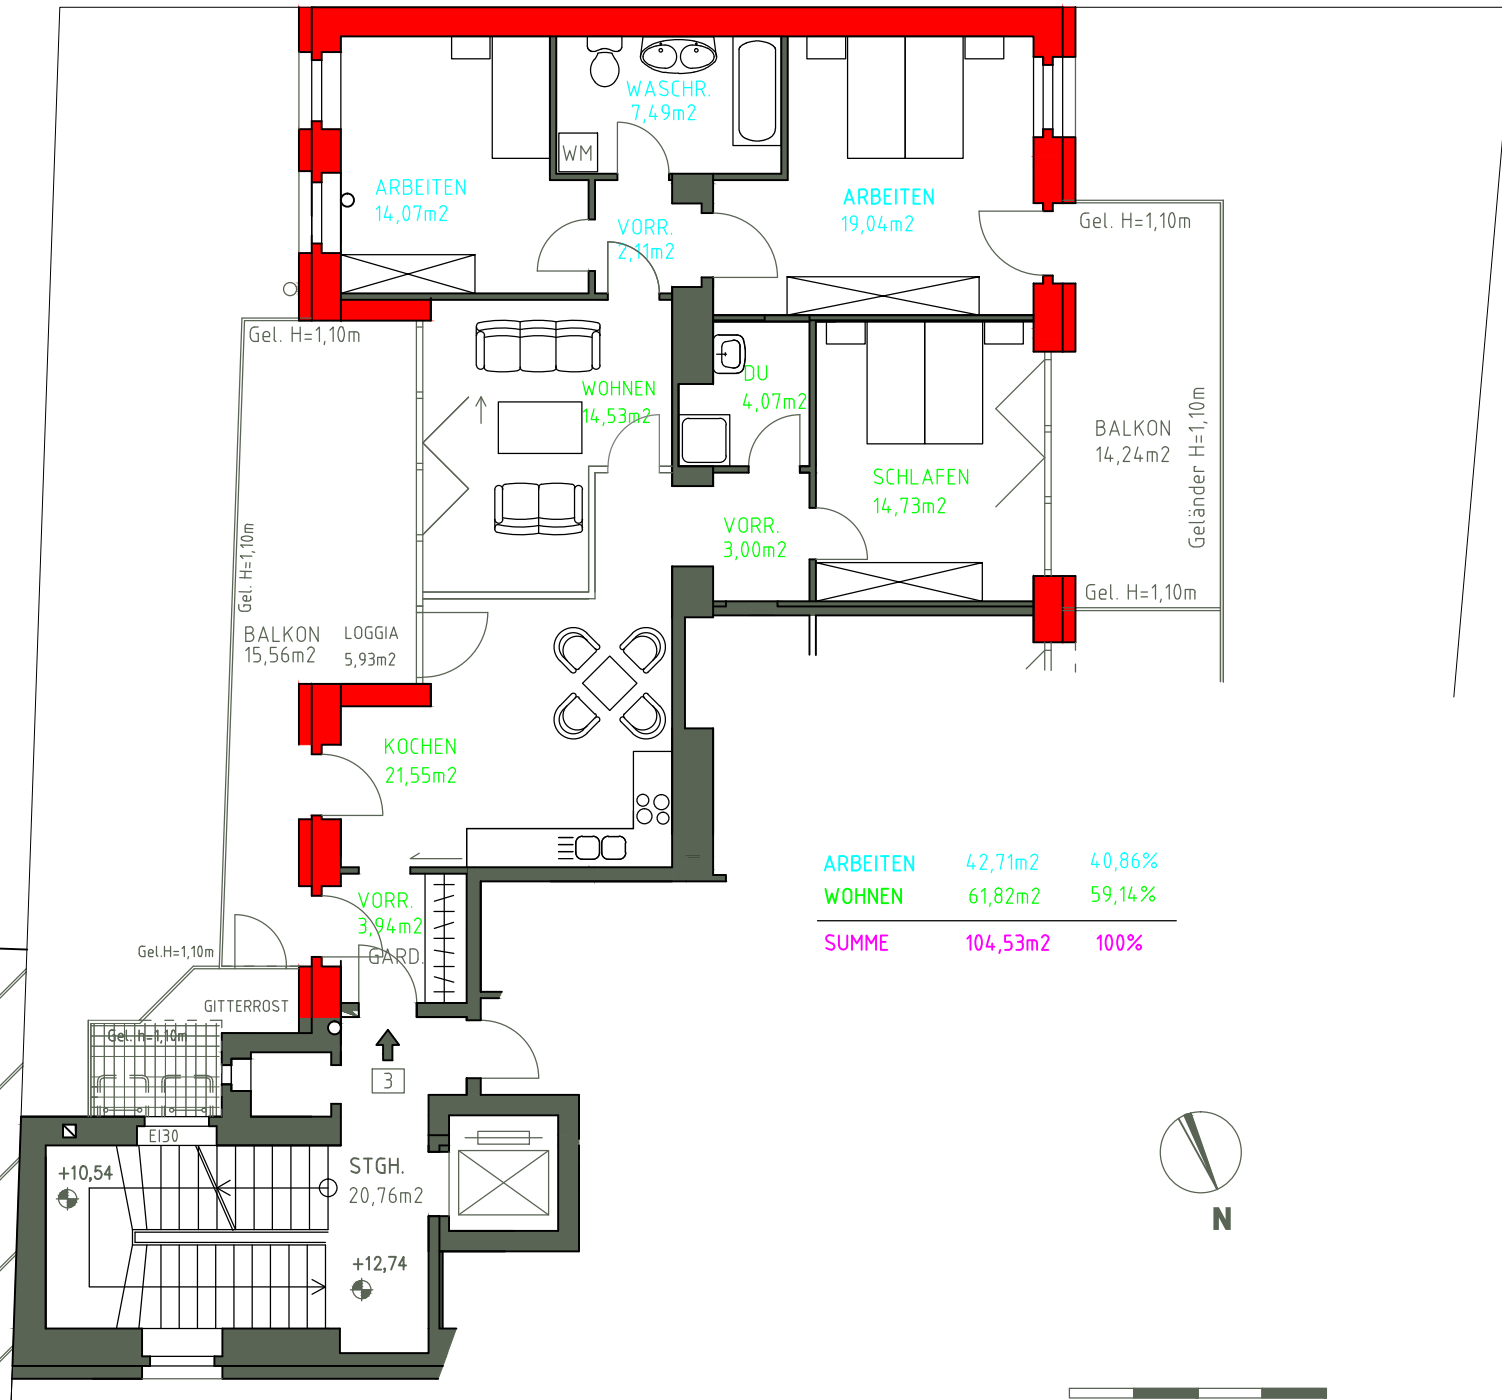 WASCHR.
7,49m2
WM
ARBEITEN
14,07m2
ARBEITEN
19,04m2
VORR.
2,11m2
Gel. H=1,10m
Gel. H=1,10m
WOHNEN
14,53m2
DU
4,07m2
BALKON
14,24m2
Geländer H=1,10m
SCHLAFEN
14,73m2
VORR.
3,00m2
Gel. H=1,10m
Gel. H=1,10m
BALKON
15,56m2
LOGGIA
5,93m2
KOCHEN
21,55m2
ARBEITEN 42,71m2 40,86%
WOHNEN 61,82m2 59,14%
SUMME 104,53m2 100%
VORR.
3,94m2
GARD.
Gel.H=1,10m
GITTERROST
Gel. h=1,10m
3
EI30
+10,54
STGH.
20,76m2
+12,74
N